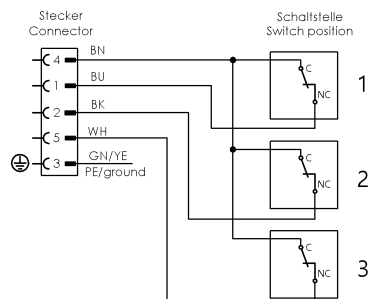 Stecker
Connector
Schaltstelle
Switch position
4 BN
C
NC
1
1 BU
2 BK
5 WH
C
NC
2
3 GN/YE
PE/ground
C
NC
3